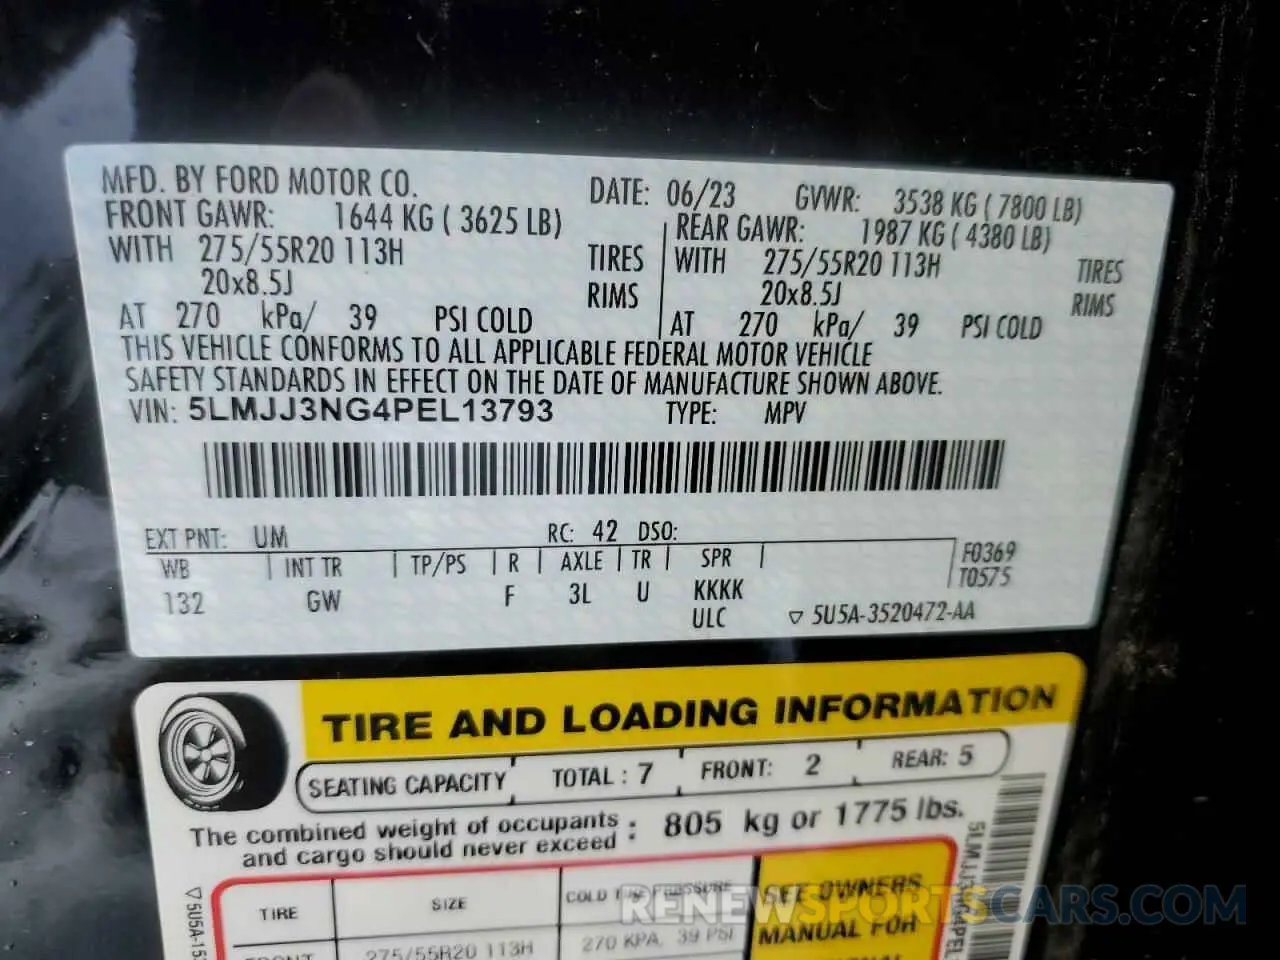 MFD. BY FORD MOTOR CO. DATE: 06/23 GVWR: 3538 KG ( 7800 LB)
FRONT GAWR: 1644 KG ( 3625 LB) REAR GAWR: 1987 KG ( 4380 LB)
WITH 275/55R20 113H TIRES WITH 275/55R20 113H TIRES
20x8.5J RIMS 20x8.5J RIMS
AT 270 kPa/ 39 PSI COLD AT 270 kPa/ 39 PSI COLD
THIS VEHICLE CONFORMS TO ALL APPLICABLE FEDERAL MOTOR VEHICLE
SAFETY STANDARDS IN EFFECT ON THE DATE OF MANUFACTURE SHOWN ABOVE.
VIN: 5LMJJ3NG4PEL13793 TYPE: MPV
EXT PNT: UM RC: 42 DSO:
WB INT TR TP/PS R AXLE TR SPR F0369
132 GW F 3L U KKKK T0575
ULC 5U5A-3520472-AA
TIRE AND LOADING INFORMATION
SEATING CAPACITY TOTAL : 7 FRONT: 2 REAR: 5
The combined weight of occupants : 805 kg or 1775 lbs.
and cargo should never exceed
TIRE SIZE COLD TIRE PRESSURE SEE OWNERS
MANUAL FOR
FRONT 275/55R20 113H 270 KPA, 39 PSI
RENEWSPORTSCARS.COM